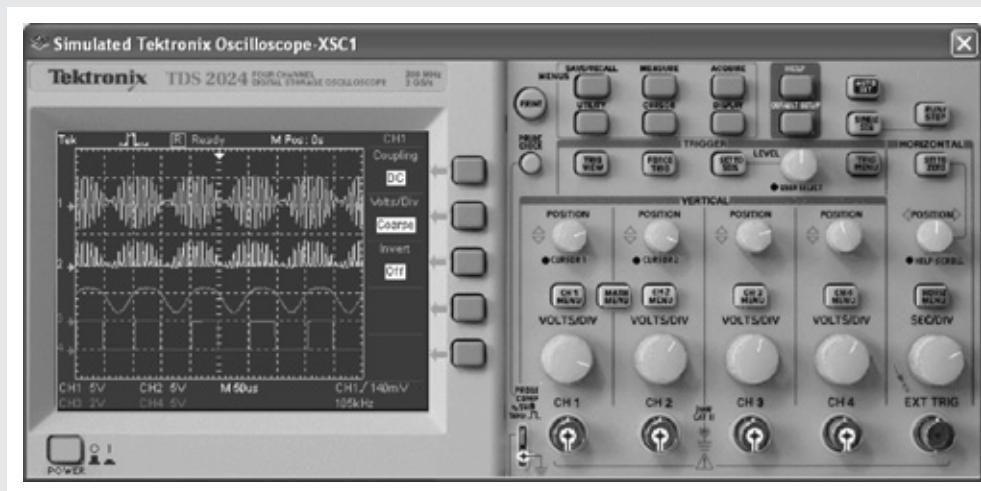 Simulated Tektronix Oscilloscope-XSC1
Tektronix TDS 2024 FOUR CHANNEL DIGITAL STORAGE OSCILLOSCOPE 200 MHz 2 GS/s
Tek R Ready M Pos: 0s CH1
Coupling
DC
Volts/Div
Coarse
Invert
Off
1
2
3
4
CH1 5V CH2 5V M 50us CH1 / 140mV
CH3 2V CH4 5V 105kHz
POWER
MENUS SAVE/RECALL MEASURE ACQUIRE HELP
PRINT
UTILITY CURSOR DISPLAY DEFAULT SETUP
SINGLE SEQ
RUN/STOP
TRIGGER HORIZONTAL
TRIG VIEW
FORCE TRIG
SET TO 50%
LEVEL
USER SELECT
TRIG MENU
SET TO ZERO
VERTICAL
POSITION POSITION POSITION POSITION POSITION
CURSOR 1 CURSOR 2 HELP SCROLL
CH 1 MENU
MATH MENU
CH 2 MENU
CH 3 MENU
CH 4 MENU
HORIZ MENU
VOLTS/DIV VOLTS/DIV VOLTS/DIV VOLTS/DIV SEC/DIV
PROBE COMP
CH 1 CH 2 CH 3 CH 4 EXT TRIG